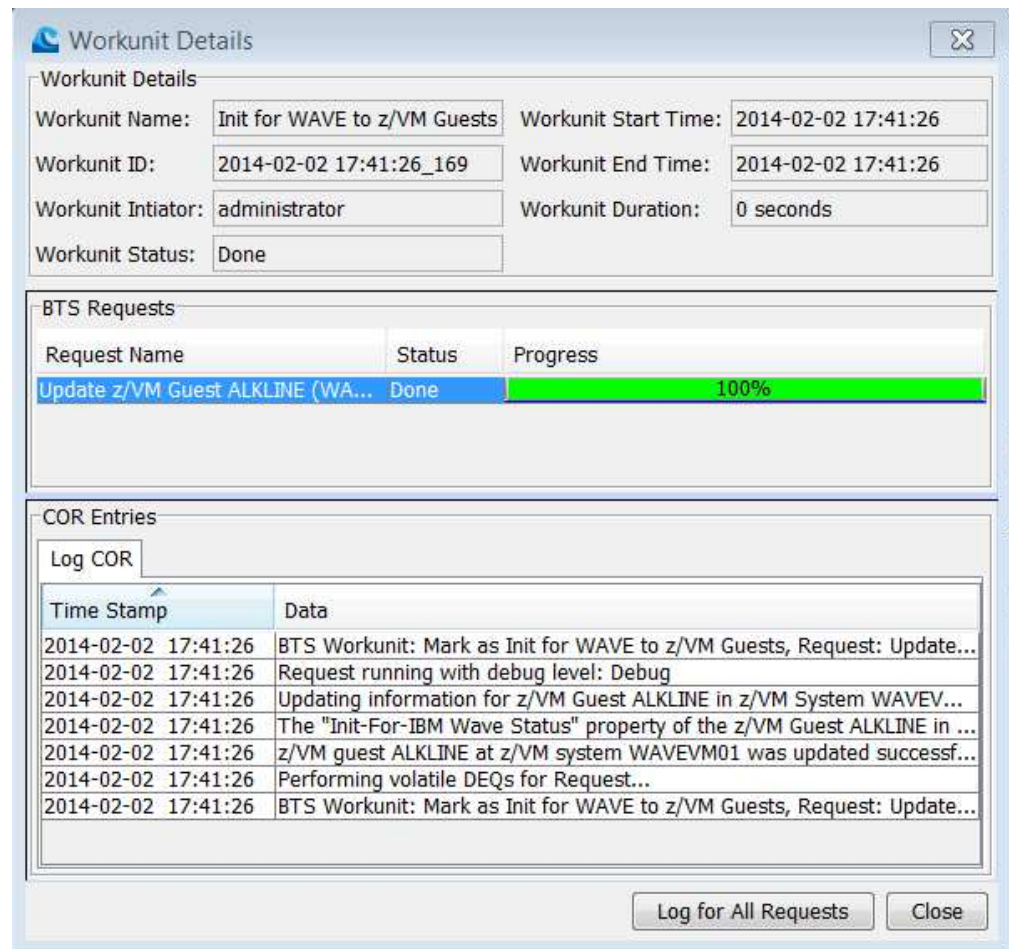 Workunit Details
Workunit Details
Workunit Name: Init for WAVE to z/VM Guests Workunit Start Time: 2014-02-02 17:41:26
Workunit ID: 2014-02-02 17:41:26_169 Workunit End Time: 2014-02-02 17:41:26
Workunit Intiator: administrator Workunit Duration: 0 seconds
Workunit Status: Done
BTS Requests
Request Name Status Progress
Update z/VM Guest ALKLINE (WA... Done 100%
COR Entries
Log COR
Time Stamp Data
2014-02-02 17:41:26 BTS Workunit: Mark as Init for WAVE to z/VM Guests, Request: Update...
2014-02-02 17:41:26 Request running with debug level: Debug
2014-02-02 17:41:26 Updating information for z/VM Guest ALKLINE in z/VM System WAVEV...
2014-02-02 17:41:26 The "Init-For-IBM Wave Status" property of the z/VM Guest ALKLINE in ...
2014-02-02 17:41:26 z/VM guest ALKLINE at z/VM system WAVEVM01 was updated successf...
2014-02-02 17:41:26 Performing volatile DEQs for Request...
2014-02-02 17:41:26 BTS Workunit: Mark as Init for WAVE to z/VM Guests, Request: Update...
Log for All Requests Close